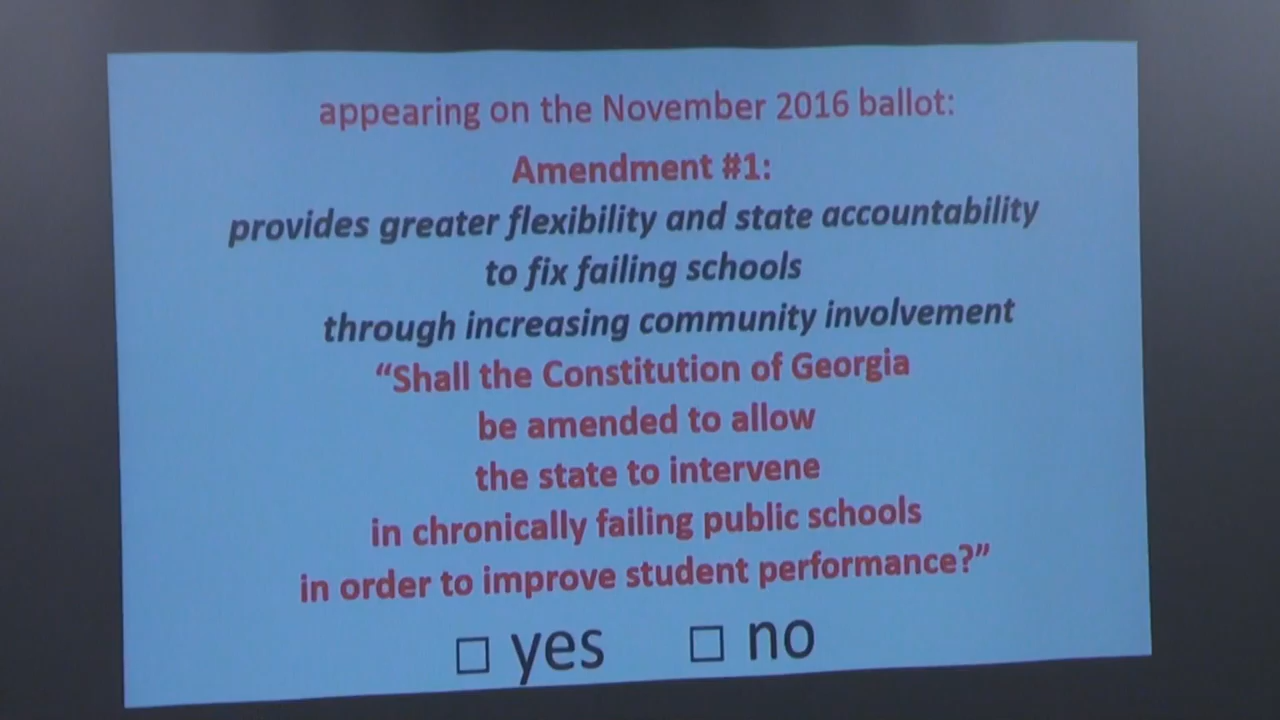 appearing on the November 2016 ballot:
Amendment #1:
provides greater flexibility and state accountability
to fix failing schools
through increasing community involvement
“Shall the Constitution of Georgia
be amended to allow
the state to intervene
in chronically failing public schools
in order to improve student performance?”
□ yes □ no